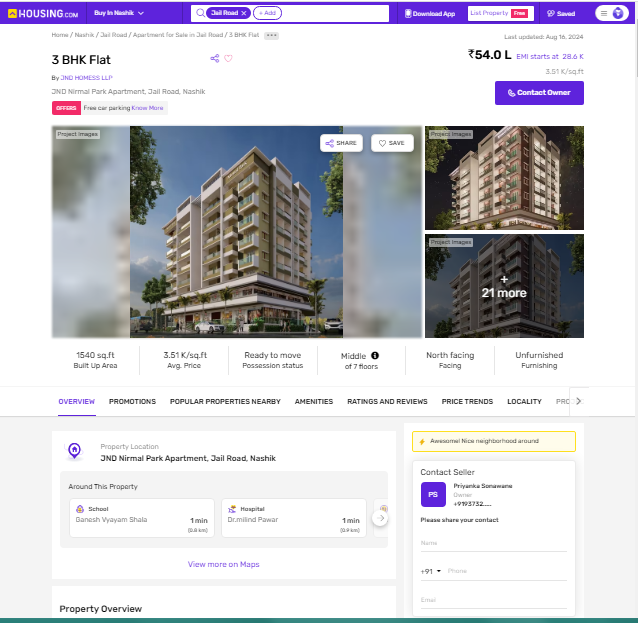 HOUSING.COM
Buy In Nashik
Jail Road ×
+ Add
Download App
List Property Free
Saved
Home / Nashik / Jail Road / Apartment for Sale in Jail Road / 3 BHK Flat
Last updated: Aug 16, 2024
3 BHK Flat
₹54.0 L EMI starts at 28.6 K
3.51 K/sq.ft
By JND HOMESS LLP
JND Nirmal Park Apartment, Jail Road, Nashik
Contact Owner
OFFERS Free car parking Know More
Project Images
SHARE
SAVE
Project Images
Project Images
+
21 more
1540 sq.ft
Built Up Area
3.51 K/sq.ft
Avg. Price
Ready to move
Possession status
Middle
of 7 floors
North facing
Facing
Unfurnished
Furnishing
OVERVIEW PROMOTIONS POPULAR PROPERTIES NEARBY AMENITIES RATINGS AND REVIEWS PRICE TRENDS LOCALITY
Property Location
JND Nirmal Park Apartment, Jail Road, Nashik
Around This Property
School
Ganesh Vyayam Shala
1 min
(0.8 km)
Hospital
Dr.milind Pawar
1 min
(0.9 km)
View more on Maps
Property Overview
Awesome! Nice neighborhood around
Contact Seller
PS
Priyanka Sonawane
Owner
+9193732.....
Please share your contact
Name
+91
Phone
Email